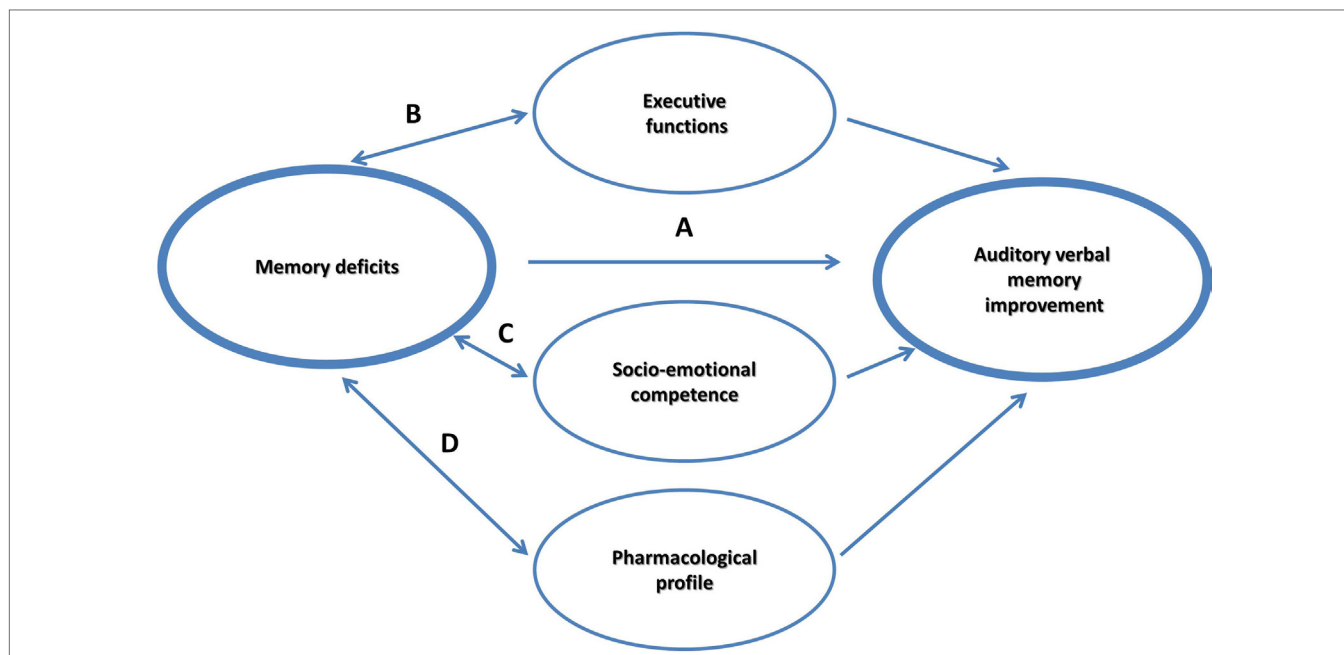 Executive
functions
B
A
Memory deficits
Auditory verbal
memory
improvement
C
Socio-emotional
competence
D
Pharmacological
profile